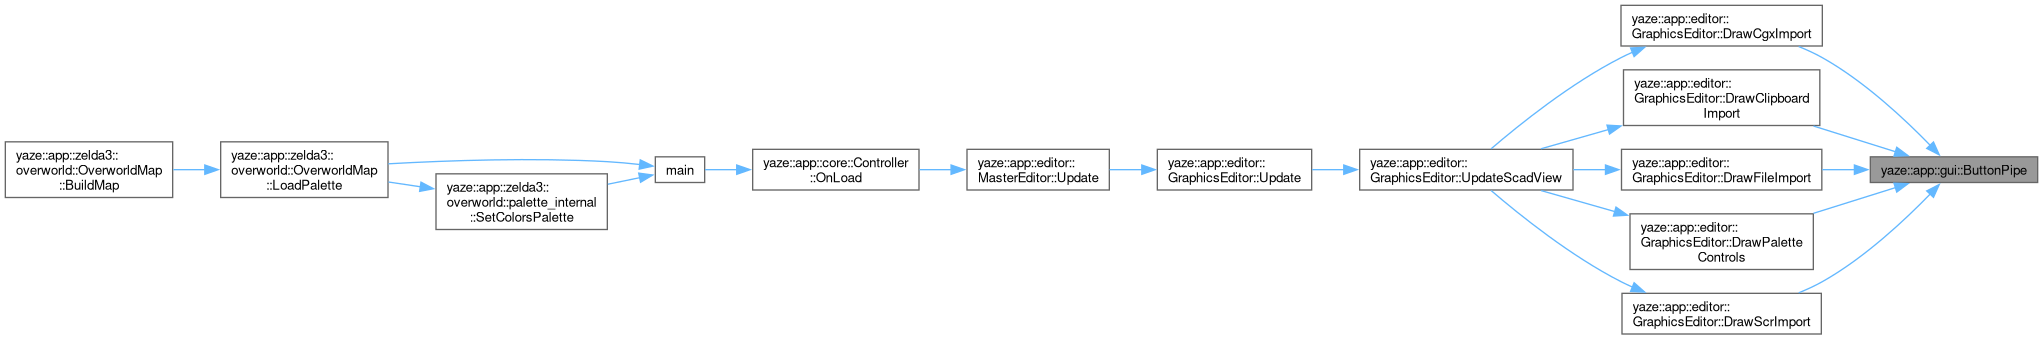 yaze::app::zelda3::
overworld::OverworldMap
::BuildMap
yaze::app::zelda3::
overworld::OverworldMap
::LoadPalette
yaze::app::zelda3::
overworld::palette_internal
::SetColorsPalette
main
yaze::app::core::Controller
::OnLoad
yaze::app::editor::
MasterEditor::Update
yaze::app::editor::
GraphicsEditor::Update
yaze::app::editor::
GraphicsEditor::UpdateScadView
yaze::app::editor::
GraphicsEditor::DrawCgxImport
yaze::app::editor::
GraphicsEditor::DrawClipboard
Import
yaze::app::editor::
GraphicsEditor::DrawFileImport
yaze::app::editor::
GraphicsEditor::DrawPalette
Controls
yaze::app::editor::
GraphicsEditor::DrawScrImport
yaze::app::gui::ButtonPipe